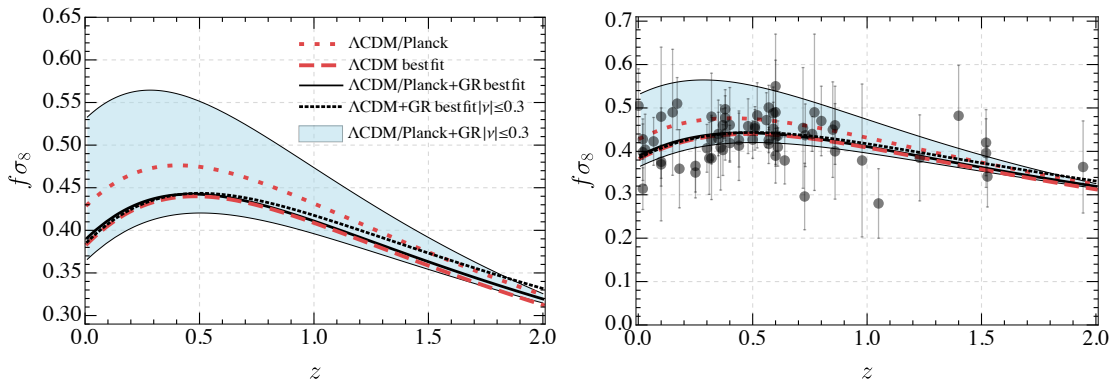 0.65
0.60
0.55
0.50
0.45
0.40
0.35
0.30
fσ8
0.0
0.5
1.0
1.5
2.0
z
ΛCDM/Planck
ΛCDM bestfit
ΛCDM/Planck+GR bestfit
ΛCDM+GR bestfit|ν|≤0.3
ΛCDM/Planck+GR|ν|≤0.3
0.7
0.6
0.5
0.4
0.3
0.2
0.1
0.0
fσ8
0.0
0.5
1.0
1.5
2.0
z